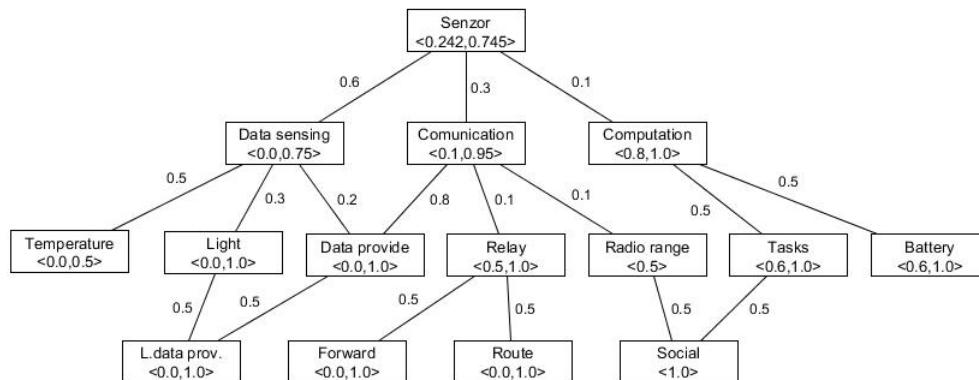 Senzor
<0.242,0.745>
0.6
0.3
0.1
Data sensing
<0.0,0.75>
Comunication
<0.1,0.95>
Computation
<0.8,1.0>
0.5
0.3
0.2
0.8
0.1
0.1
0.5
0.5
Temperature
<0.0,0.5>
Light
<0.0,1.0>
Data provide
<0.0,1.0>
Relay
<0.5,1.0>
Radio range
<0.5>
Tasks
<0.6,1.0>
Battery
<0.6,1.0>
0.5
0.5
0.5
0.5
0.5
0.5
L.data prov.
<0.0,1.0>
Forward
<0.0,1.0>
Route
<0.0,1.0>
Social
<1.0>